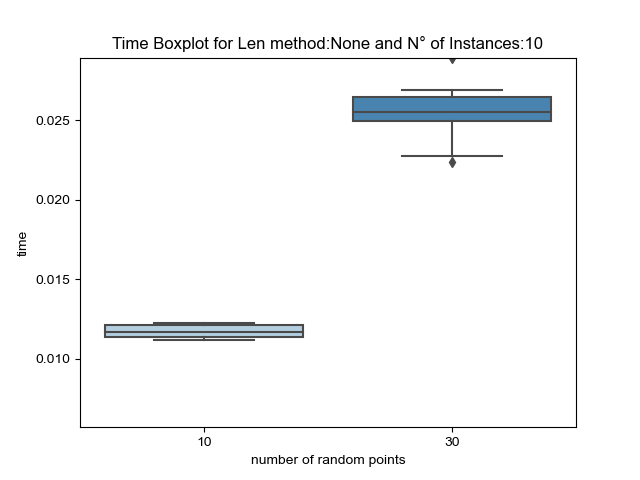 Time Boxplot for Len method:None and N° of Instances:10
0.025
0.020
0.015
0.010
time
10
30
number of random points